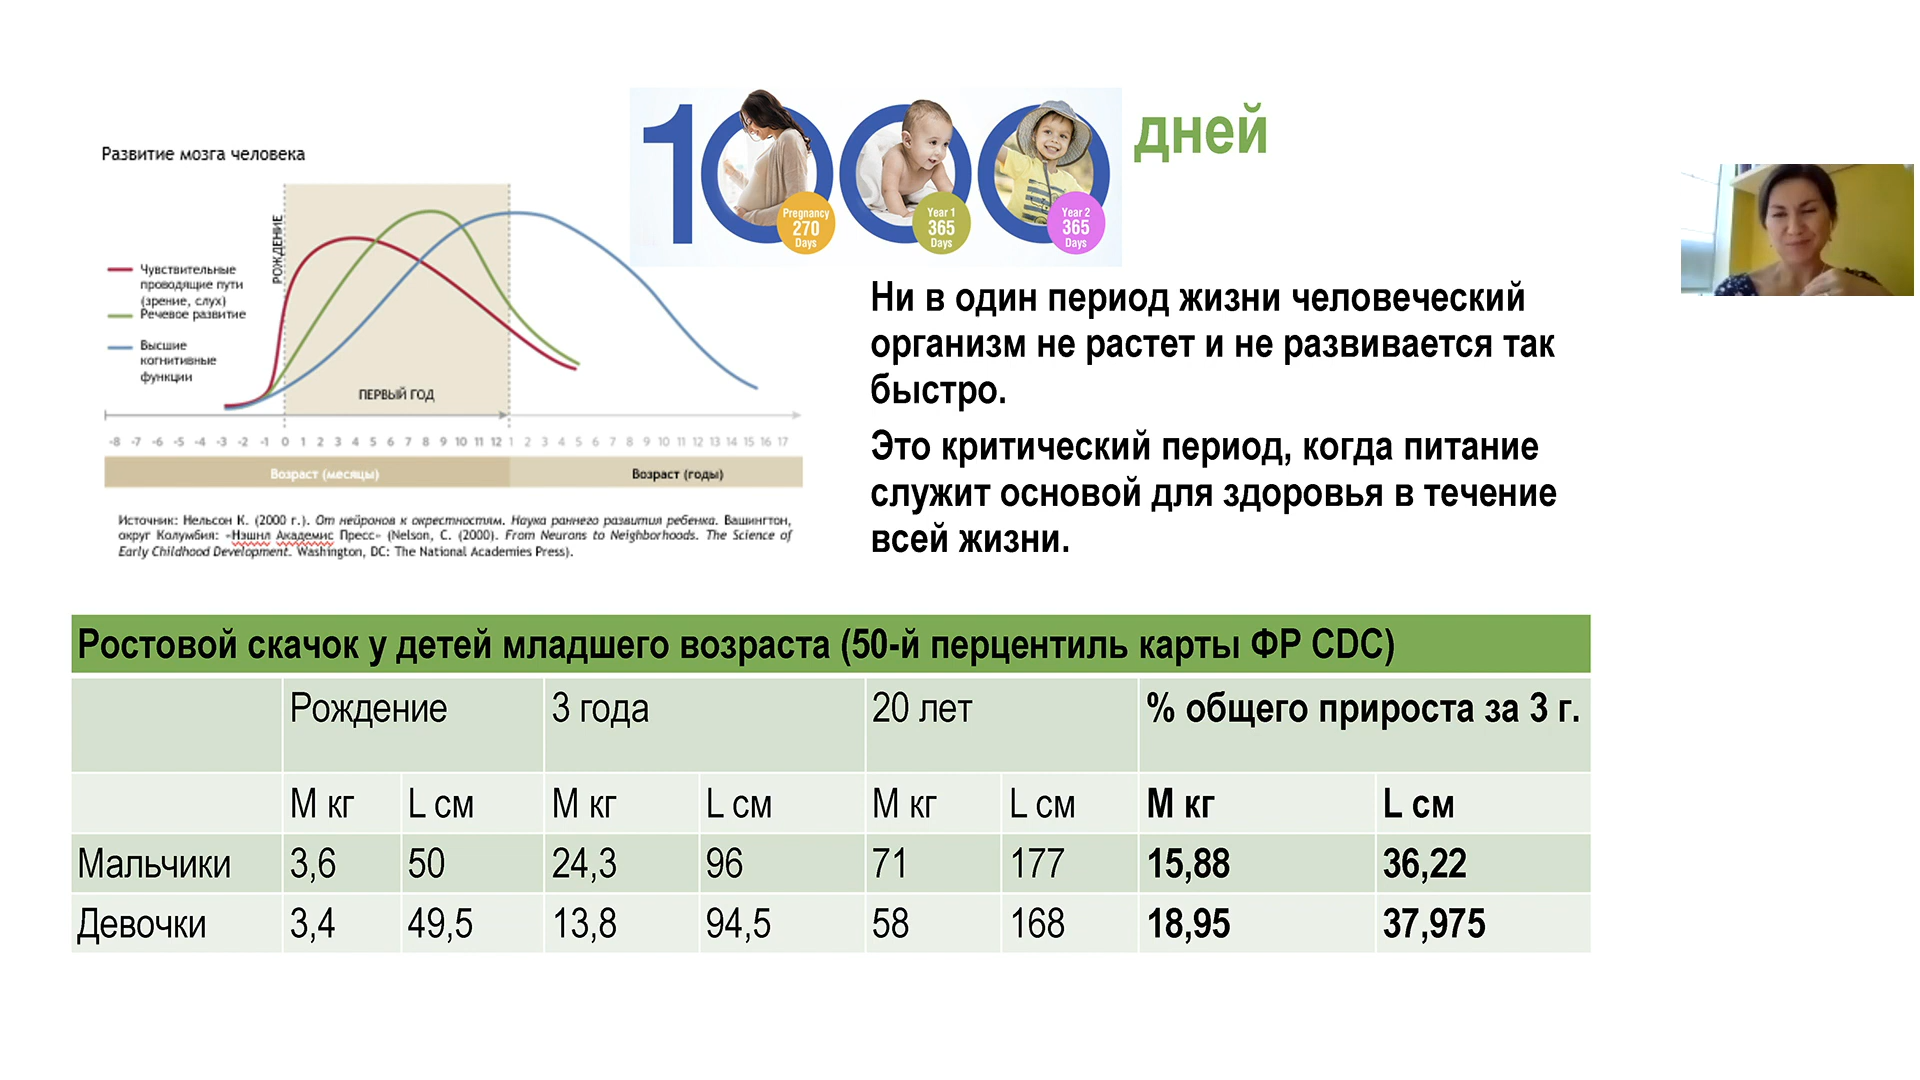 1000 дней
Pregnancy
270
Days
Year 1
365
Days
Year 2
365
Days
Развитие мозга человека
РОЖДЕНИЕ
Чувствительные
проводящие пути
(зрение, слух)
Речевое развитие
Высшие
когнитивные
функции
ПЕРВЫЙ ГОД
-8 -7 -6 -5 -4 -3 -2 -1 0 1 2 3 4 5 6 7 8 9 10 11 12 1 2 3 4 5 6 7 8 9 10 11 12 13 14 15 16 17
Возраст (месяцы) Возраст (годы)
Источник: Нельсон К. (2000 г.). От нейронов к окрестностям. Наука раннего развития ребенка. Вашингтон,
округ Колумбия: «Нэшнл Академис Пресс» (Nelson, C. (2000). From Neurons to Neighborhoods. The Science of
Early Childhood Development. Washington, DC: The National Academies Press).
Ни в один период жизни человеческий
организм не растет и не развивается так
быстро.
Это критический период, когда питание
служит основой для здоровья в течение
всей жизни.
Ростовой скачок у детей младшего возраста (50-й перцентиль карты ФР CDC)
Рождение 3 года 20 лет % общего прироста за 3 г.
М кг L см М кг L см М кг L см М кг L см
Мальчики 3,6 50 24,3 96 71 177 15,88 36,22
Девочки 3,4 49,5 13,8 94,5 58 168 18,95 37,975